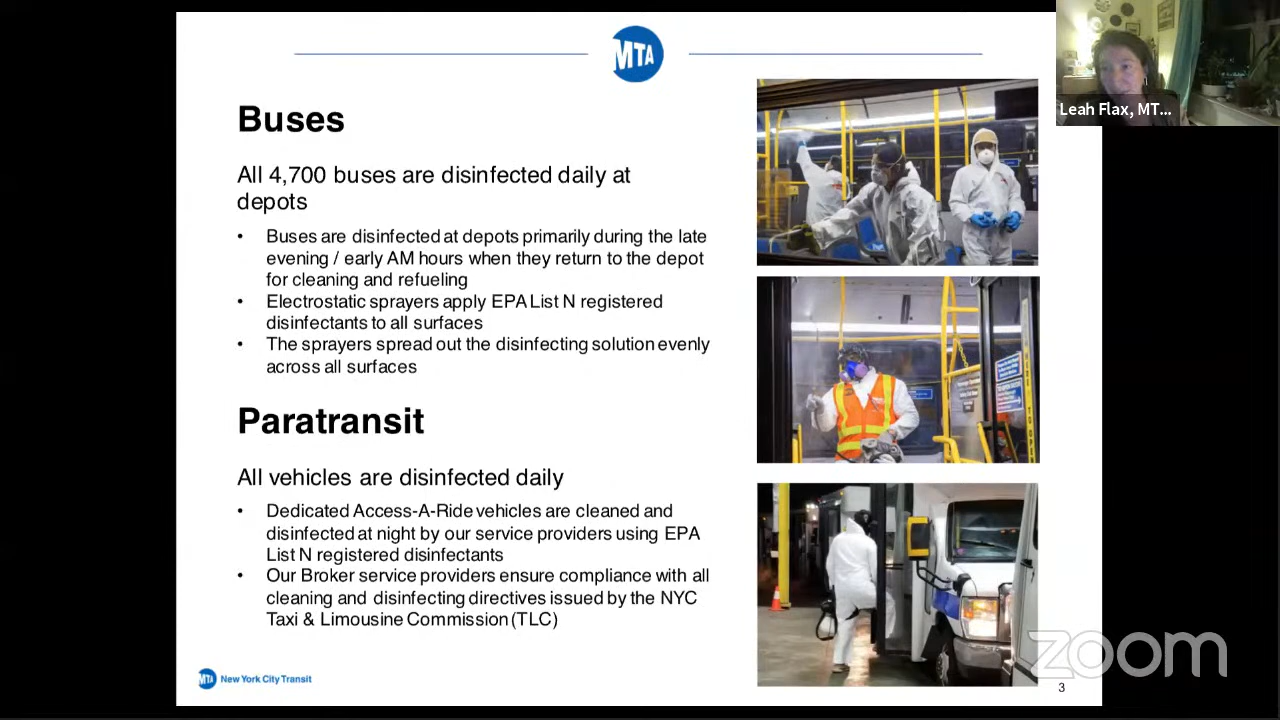 MTA
Leah Flax, MT...
Buses
All 4,700 buses are disinfected daily at
depots
• Buses are disinfected at depots primarily during the late
evening / early AM hours when they return to the depot
for cleaning and refueling
• Electrostatic sprayers apply EPA List N registered
disinfectants to all surfaces
• The sprayers spread out the disinfecting solution evenly
across all surfaces
Paratransit
All vehicles are disinfected daily
• Dedicated Access-A-Ride vehicles are cleaned and
disinfected at night by our service providers using EPA
List N registered disinfectants
• Our Broker service providers ensure compliance with all
cleaning and disinfecting directives issued by the NYC
Taxi & Limousine Commission (TLC)
MTA New York City Transit
zoom
3